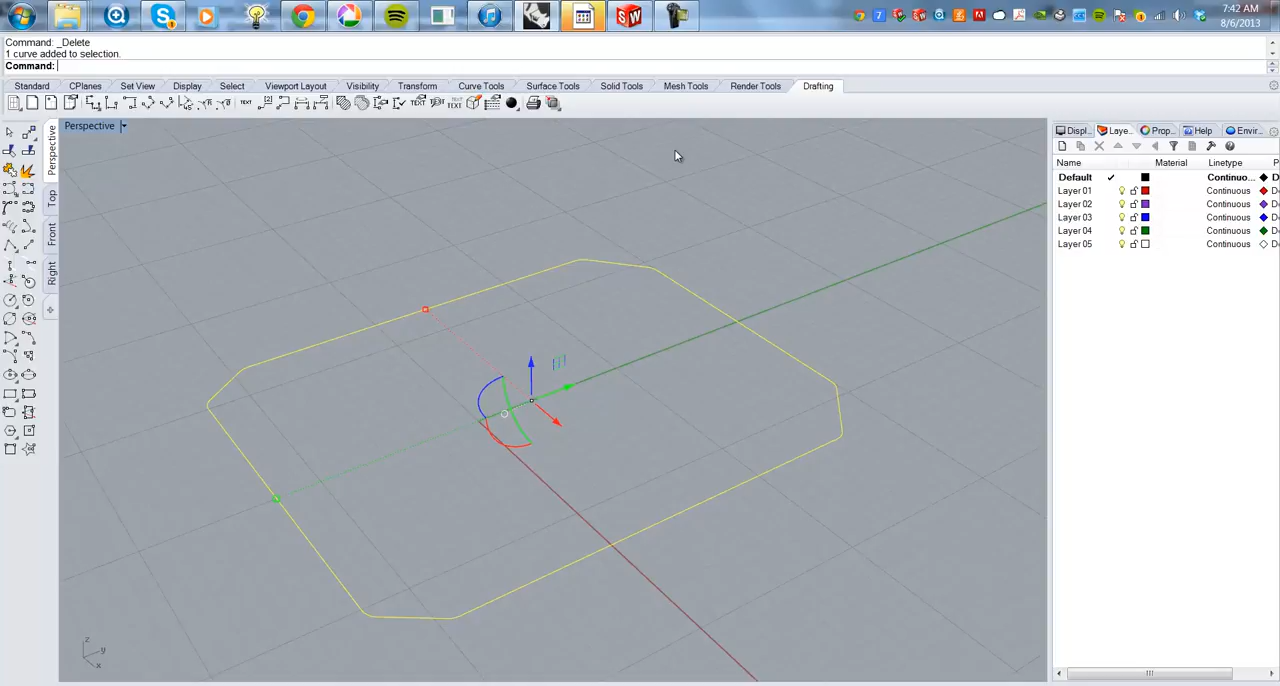 7:42 AM
8/6/2013
Command: _Delete
1 curve added to selection.
Command:
Standard CPlanes Set View Display Select Viewport Layout Visibility Transform Curve Tools Surface Tools Solid Tools Mesh Tools Render Tools Drafting
Perspective
Displ... Laye... Prop... Help Envir...
Name Material Linetype P
Default Continuo... D
Layer 01 Continuous D
Layer 02 Continuous D
Layer 03 Continuous D
Layer 04 Continuous D
Layer 05 Continuous D
Perspective
Top
Front
Right
z
y
x